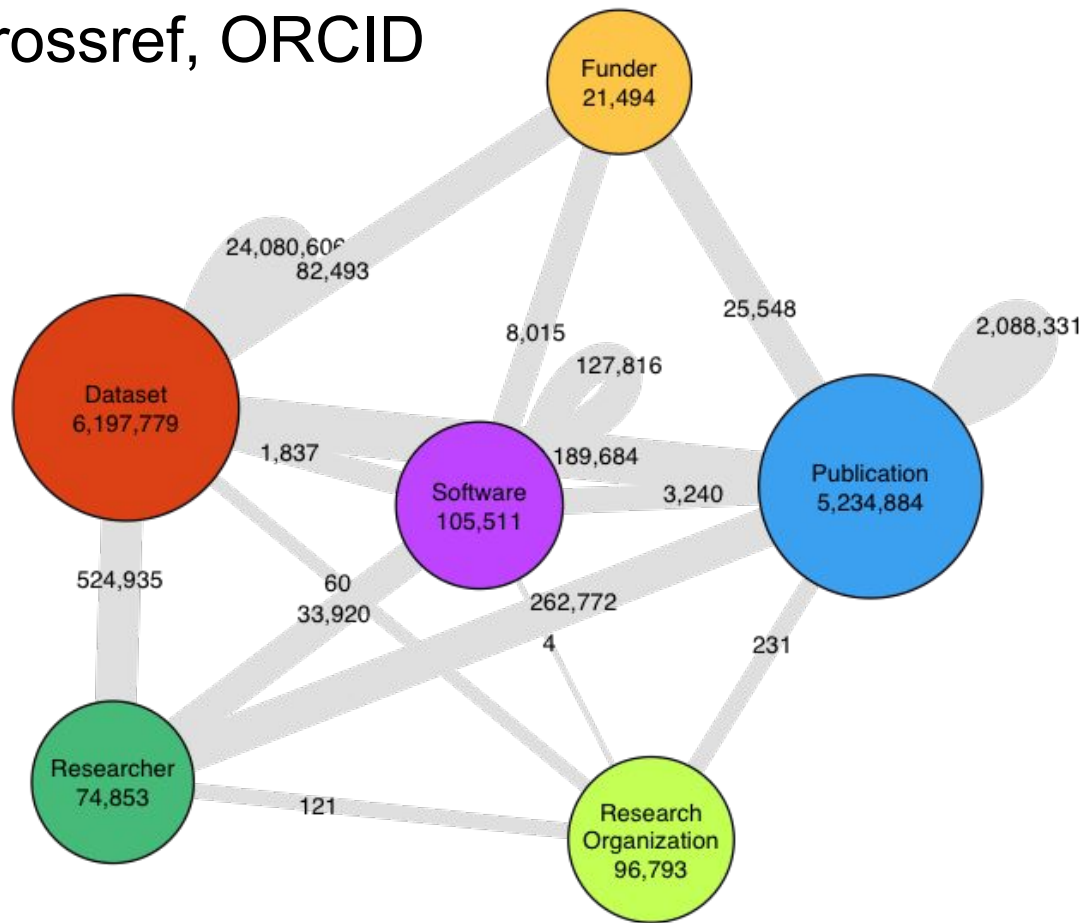 rossref, ORCID
Funder
21,494
24,080,606
82,493
8,015
25,548
127,816
2,088,331
Dataset
6,197,779
1,837
189,684
Software
105,511
3,240
Publication
5,234,884
524,935
60
33,920
262,772
4
231
Researcher
74,853
121
Research
Organization
96,793